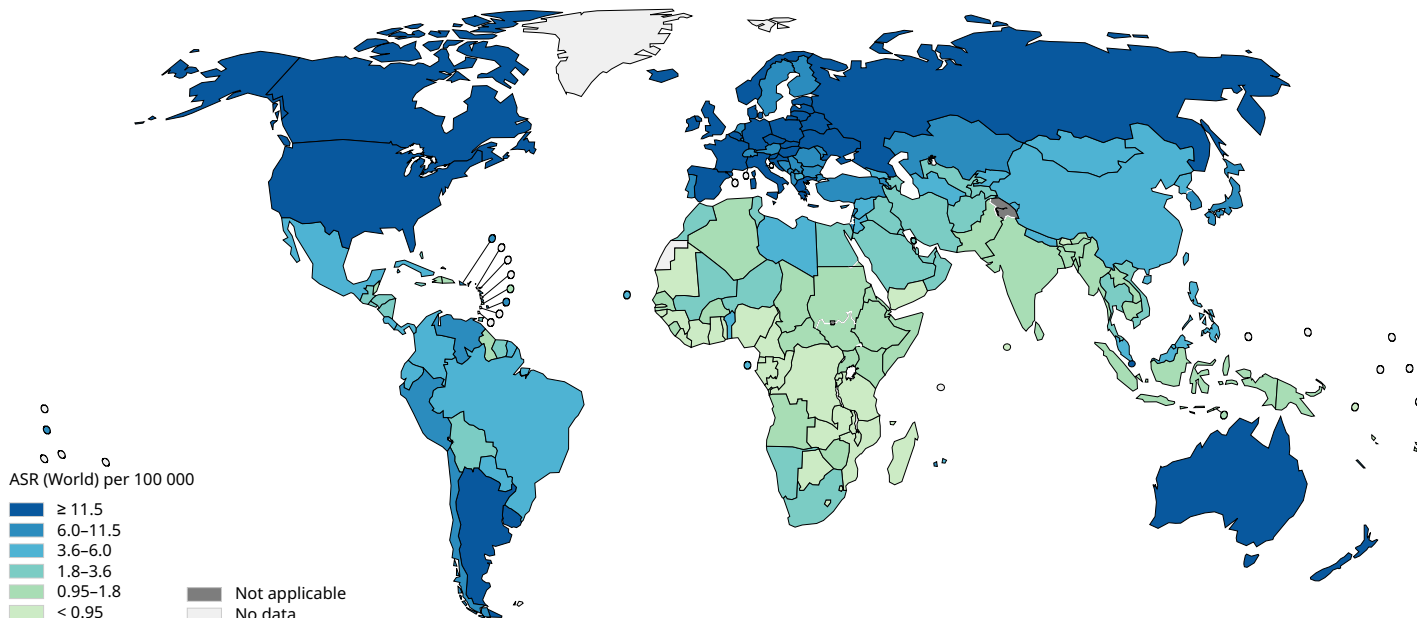 ASR (World) per 100 000
≥ 11.5
6.0–11.5
3.6–6.0
1.8–3.6
0.95–1.8
< 0.95
Not applicable
No data